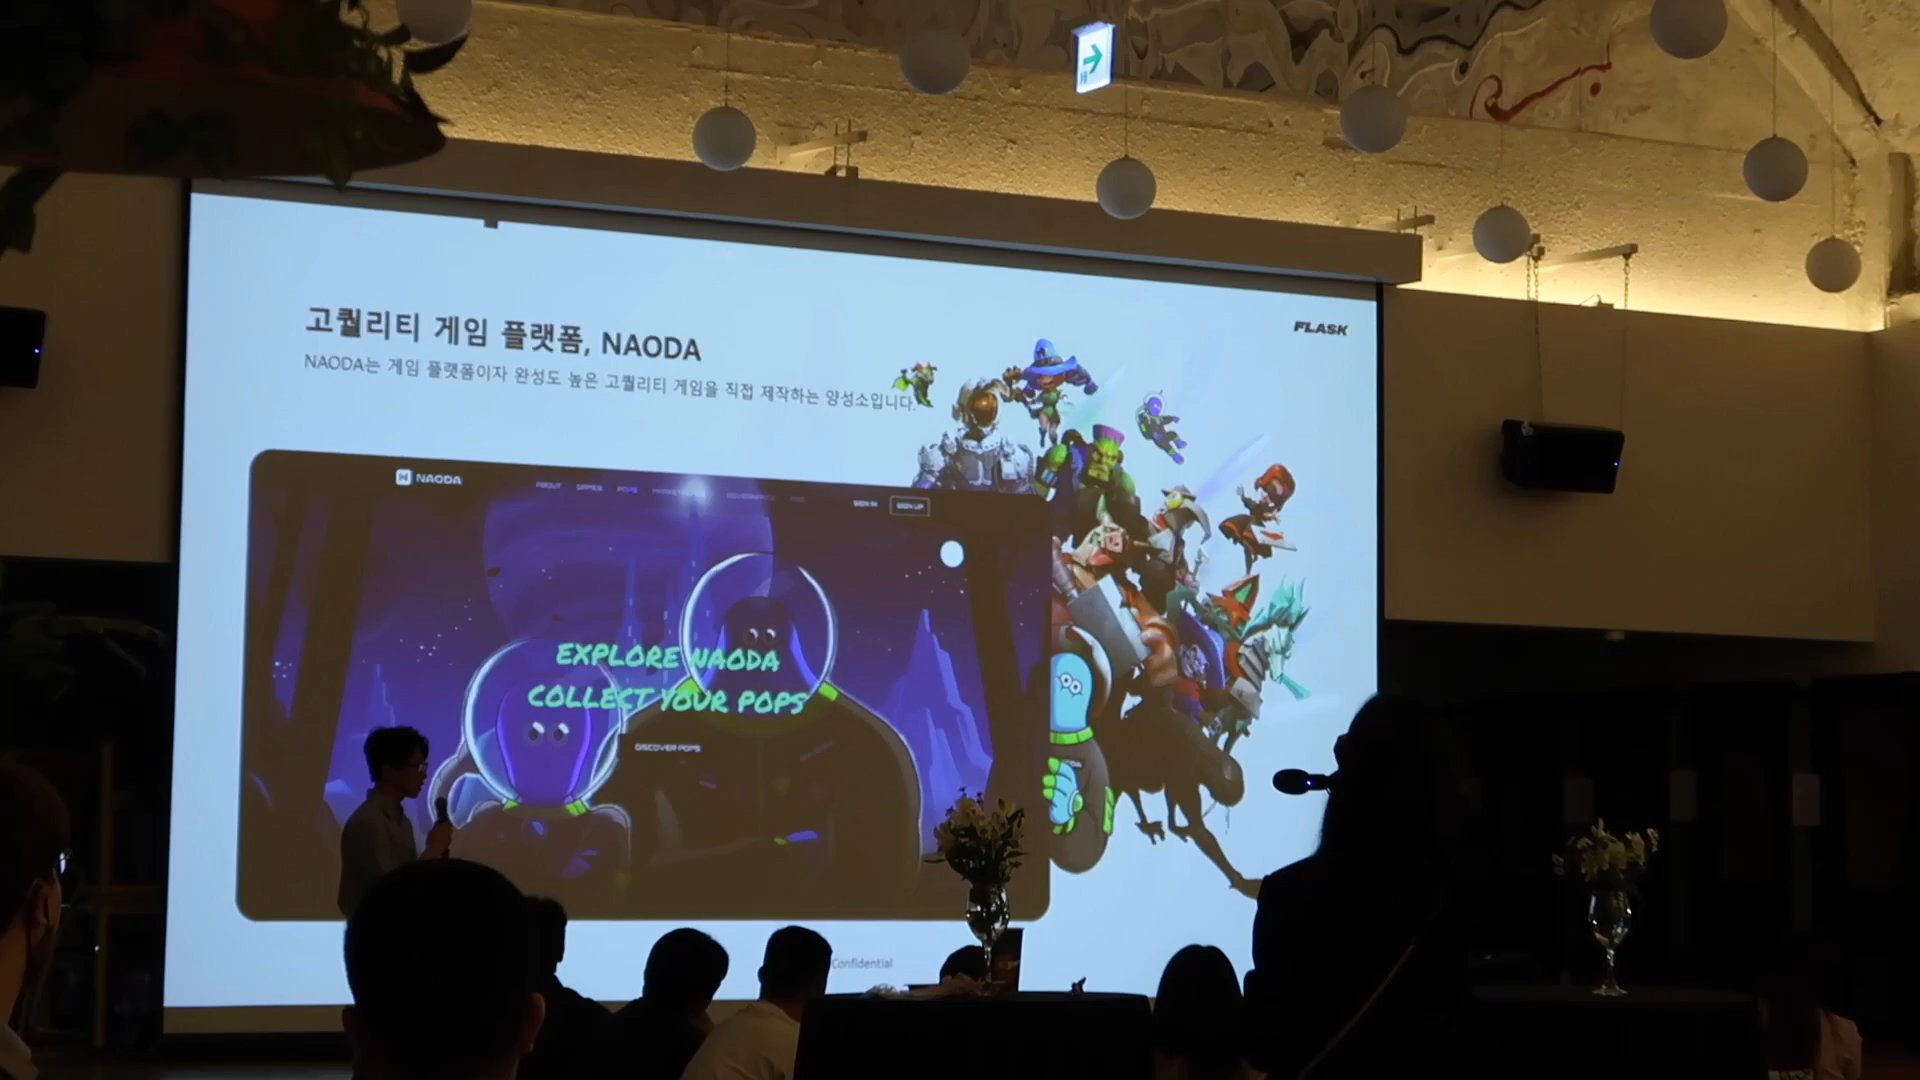 고퀄리티 게임 플랫폼, NAODA
FLASK
NAODA는 게임 플랫폼이자 완성도 높은 고퀄리티 게임을 직접 제작하는 양성소입니다.
NAODA
ABOUT GAMES POPS
SIGN IN SIGN UP
EXPLORE NAODA
COLLECT YOUR POPS
DISCOVER POPS
Confidential